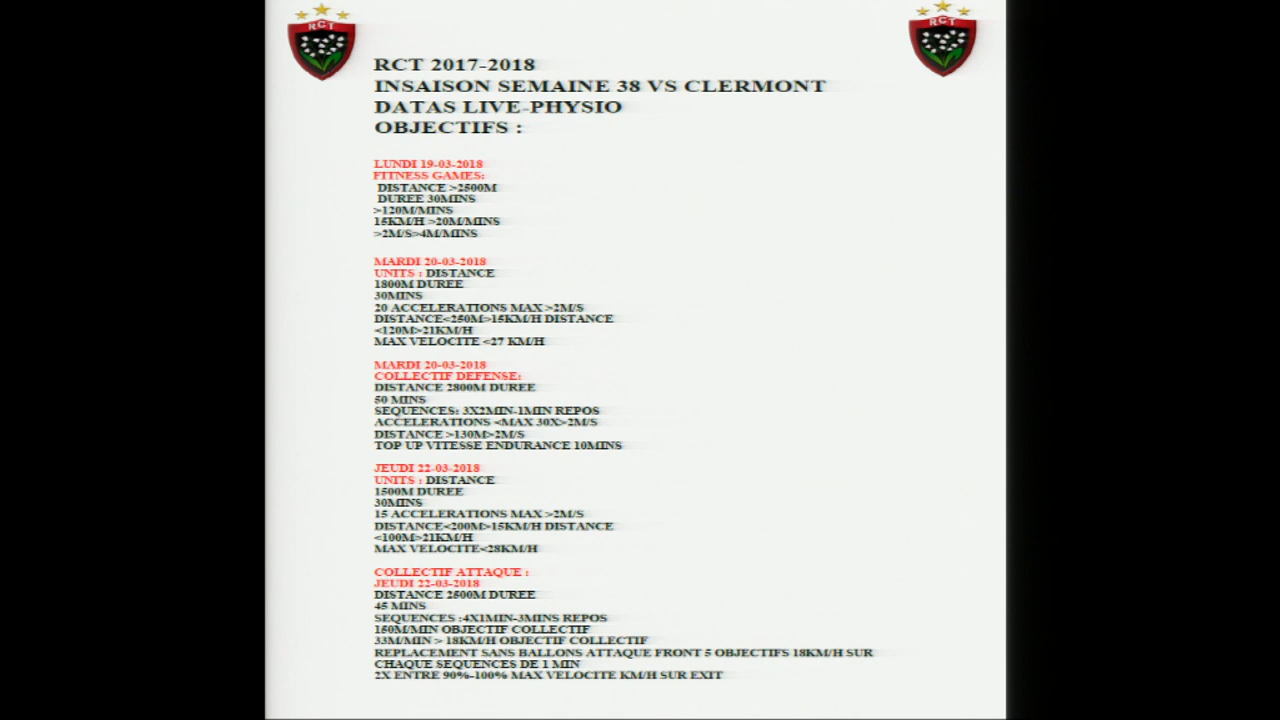 RCT
RCT
RCT 2017-2018
INSAISON SEMAINE 38 VS CLERMONT
DATAS LIVE-PHYSIO
OBJECTIFS :
LUNDI 19-03-2018
FITNESS GAMES:
DISTANCE >2500M
DUREE 30MINS
>120M/MINS
15KM/H >20M/MINS
>2M/S>4M/MINS
MARDI 20-03-2018
UNITS : DISTANCE
1800M DUREE
30MINS
20 ACCELERATIONS MAX >2M/S
DISTANCE<250M>15KM/H DISTANCE
<120M>21KM/H
MAX VELOCITE <27 KM/H
MARDI 20-03-2018
COLLECTIF DEFENSE:
DISTANCE 2800M DUREE
50 MINS
SEQUENCES: 3X2MIN-1MIN REPOS
ACCELERATIONS <MAX 30X>2M/S
DISTANCE >130M>2M/S
TOP UP VITESSE ENDURANCE 10MINS
JEUDI 22-03-2018
UNITS : DISTANCE
1500M DUREE
30MINS
15 ACCELERATIONS MAX >2M/S
DISTANCE<200M>15KM/H DISTANCE
<100M>21KM/H
MAX VELOCITE<28KM/H
COLLECTIF ATTAQUE :
JEUDI 22-03-2018
DISTANCE 2500M DUREE
45 MINS
SEQUENCES :4X1MIN-3MINS REPOS
150M/MIN OBJECTIF COLLECTIF
33M/MIN > 18KM/H OBJECTIF COLLECTIF
REPLACEMENT SANS BALLONS ATTAQUE FRONT 5 OBJECTIFS 18KM/H SUR
CHAQUE SEQUENCES DE 1 MIN
2X ENTRE 90%-100% MAX VELOCITE KM/H SUR EXIT